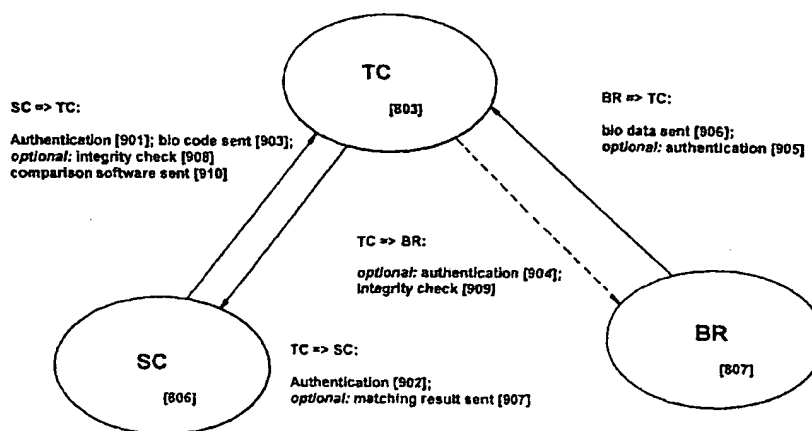 TC
[803]
SC => TC:
Authentication [901]; bio code sent [903];
optional: integrity check [908]
comparison software sent [910]
BR => TC:
bio data sent [906];
optional: authentication [905]
TC => BR:
optional: authentication [904];
integrity check [909]
SC
[806]
TC => SC:
Authentication [902];
optional: matching result sent [907]
BR
[807]